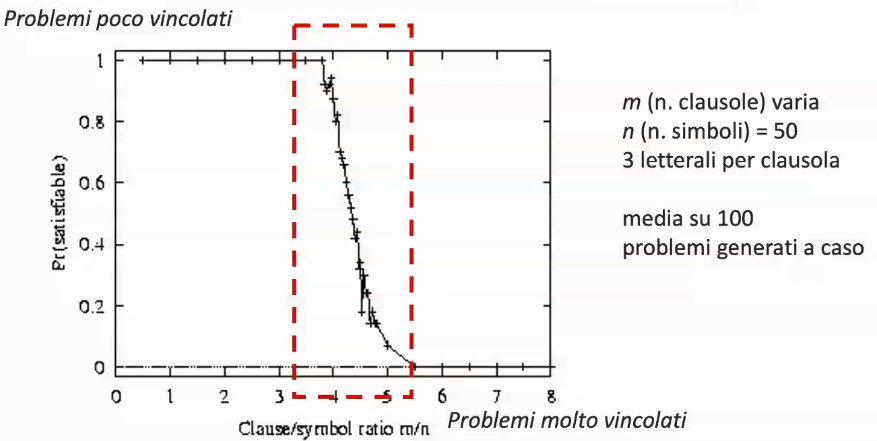 Problemi poco vincolati
1
0.8
0.6
0.4
0.2
0
Pr(satisfiable)
0 1 2 3 4 5 6 7 8
Clause/symbol ratio m/n
Problemi molto vincolati
m (n. clausole) varia
n (n. simboli) = 50
3 letterali per clausola
media su 100
problemi generati a caso